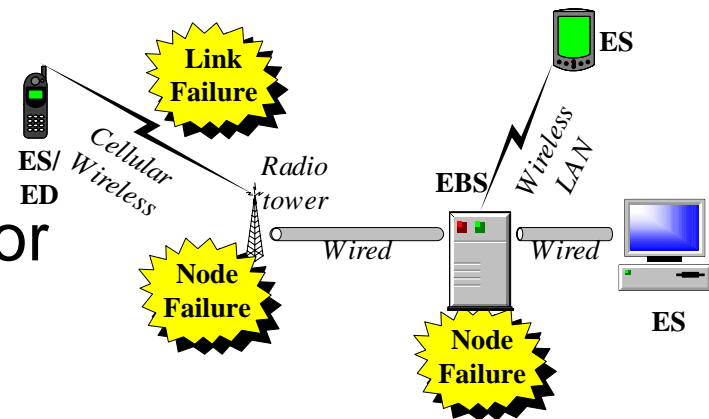 Link
Failure
ES
Cellular
Wireless
ES/
ED
Radio
tower
EBS
Wireless
LAN
or
Wired
Wired
Node
Failure
ES
Node
Failure